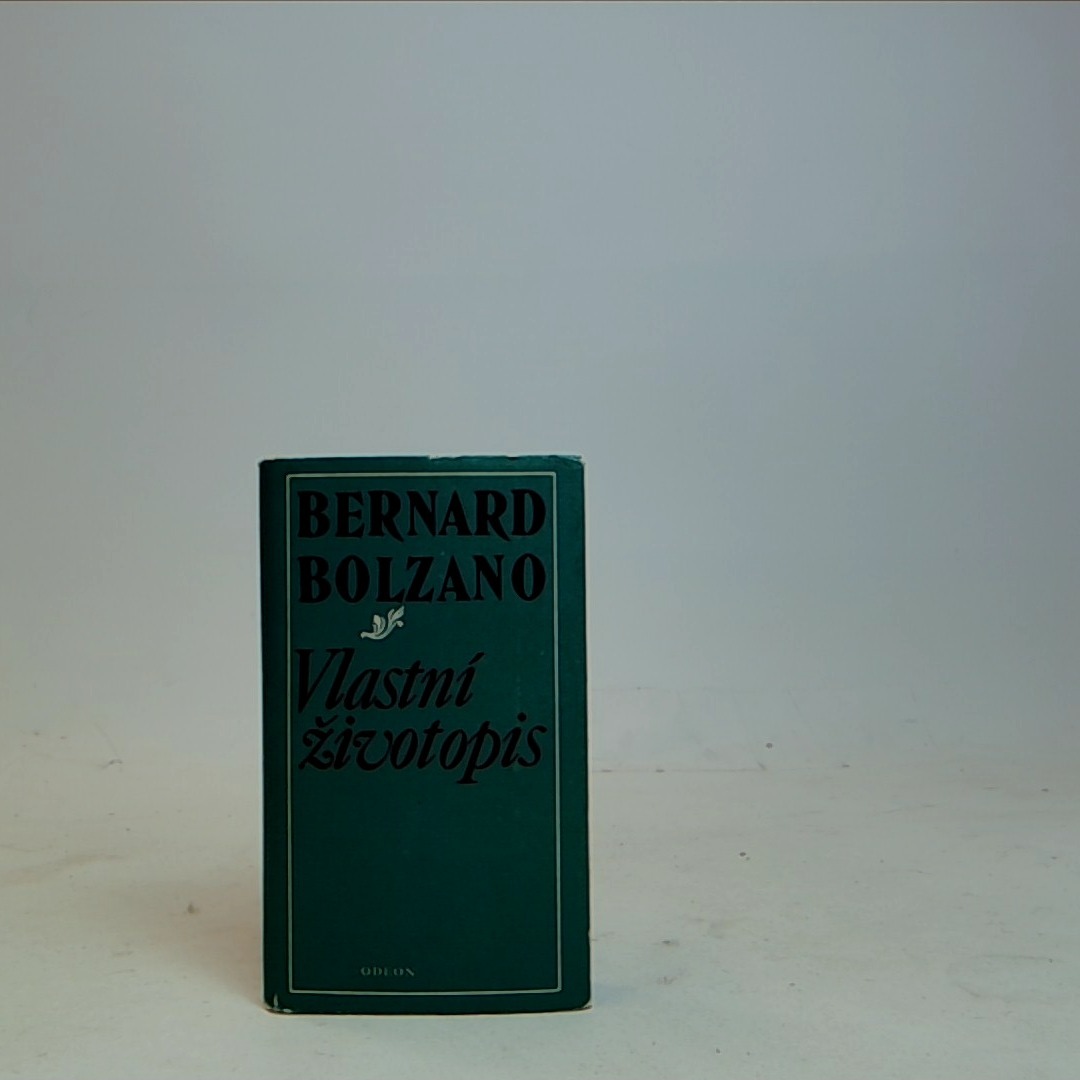 BERNARD
BOLZANO
Vlastní
životopis
ODEON